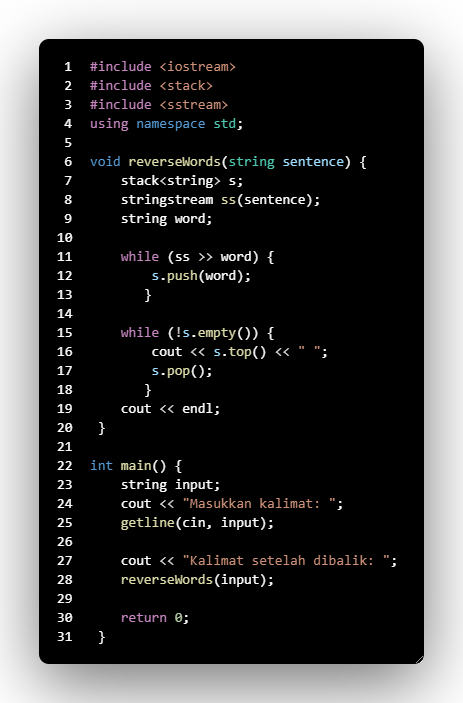 1 #include <iostream>
2 #include <stack>
3 #include <sstream>
4 using namespace std;
5
6 void reverseWords(string sentence) {
7     stack<string> s;
8     stringstream ss(sentence);
9     string word;
10
11     while (ss >> word) {
12         s.push(word);
13        }
14
15     while (!s.empty()) {
16         cout << s.top() << " ";
17         s.pop();
18        }
19     cout << endl;
20  }
21
22 int main() {
23     string input;
24     cout << "Masukkan kalimat: ";
25     getline(cin, input);
26
27     cout << "Kalimat setelah dibalik: ";
28     reverseWords(input);
29
30     return 0;
31  }